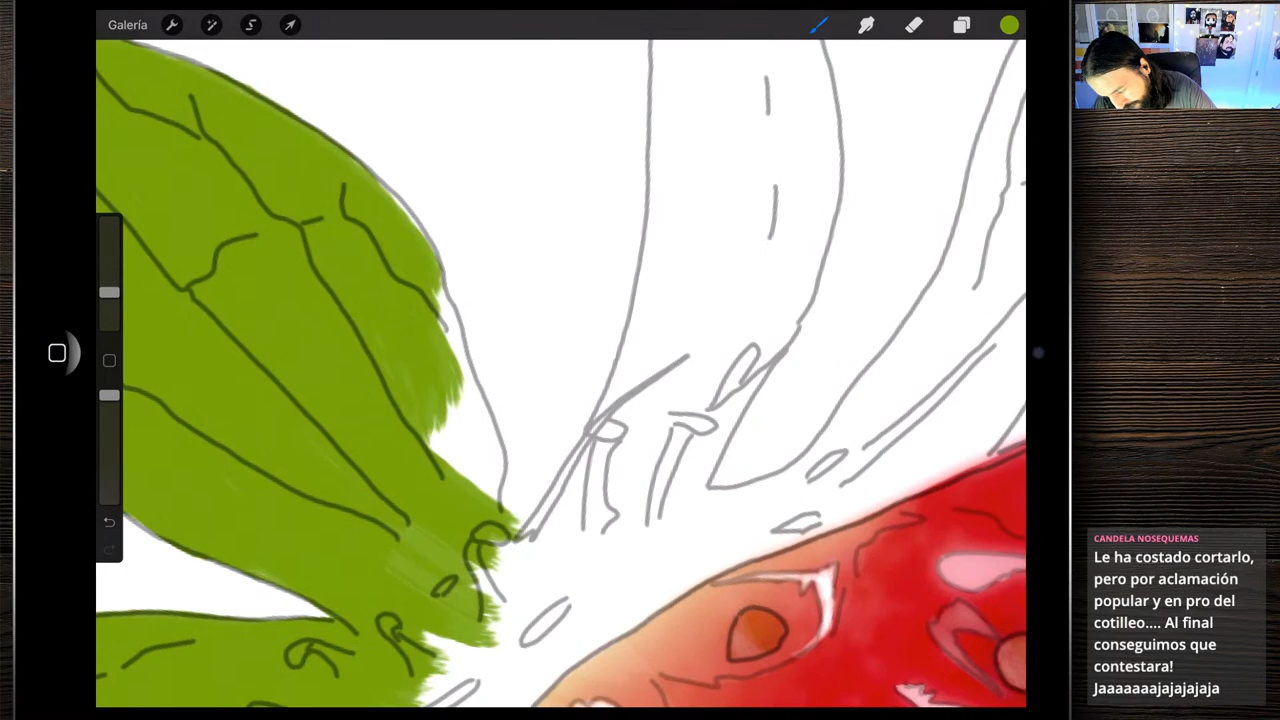 Galería
CANDELA NOSEQUEMAS
Le ha costado cortarlo,
pero por aclamación
popular y en pro del
cotilleo.... Al final
conseguimos que
contestara!
Jaaaaaaajajajajaja